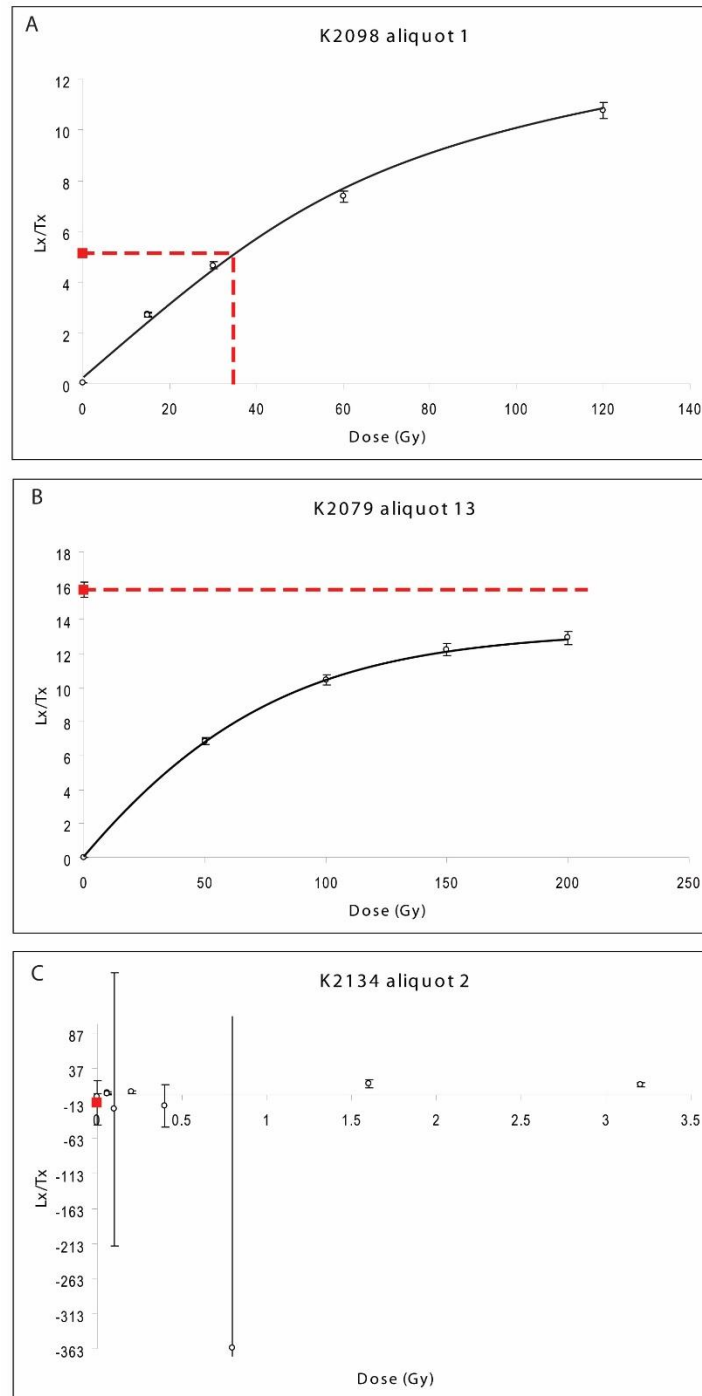 A
K2098 aliquot 1
12
10
8
6
4
2
0
Lx/Tx
0 20 40 60 80 100 120 140
Dose (Gy)
B
K2079 aliquot 13
18
16
14
12
10
8
6
4
2
0
Lx/Tx
0 50 100 150 200 250
Dose (Gy)
C
K2134 aliquot 2
87
37
-13
-63
-113
-163
-213
-263
-313
-363
Lx/Tx
0 0.5 1 1.5 2 2.5 3 3.5
Dose (Gy)